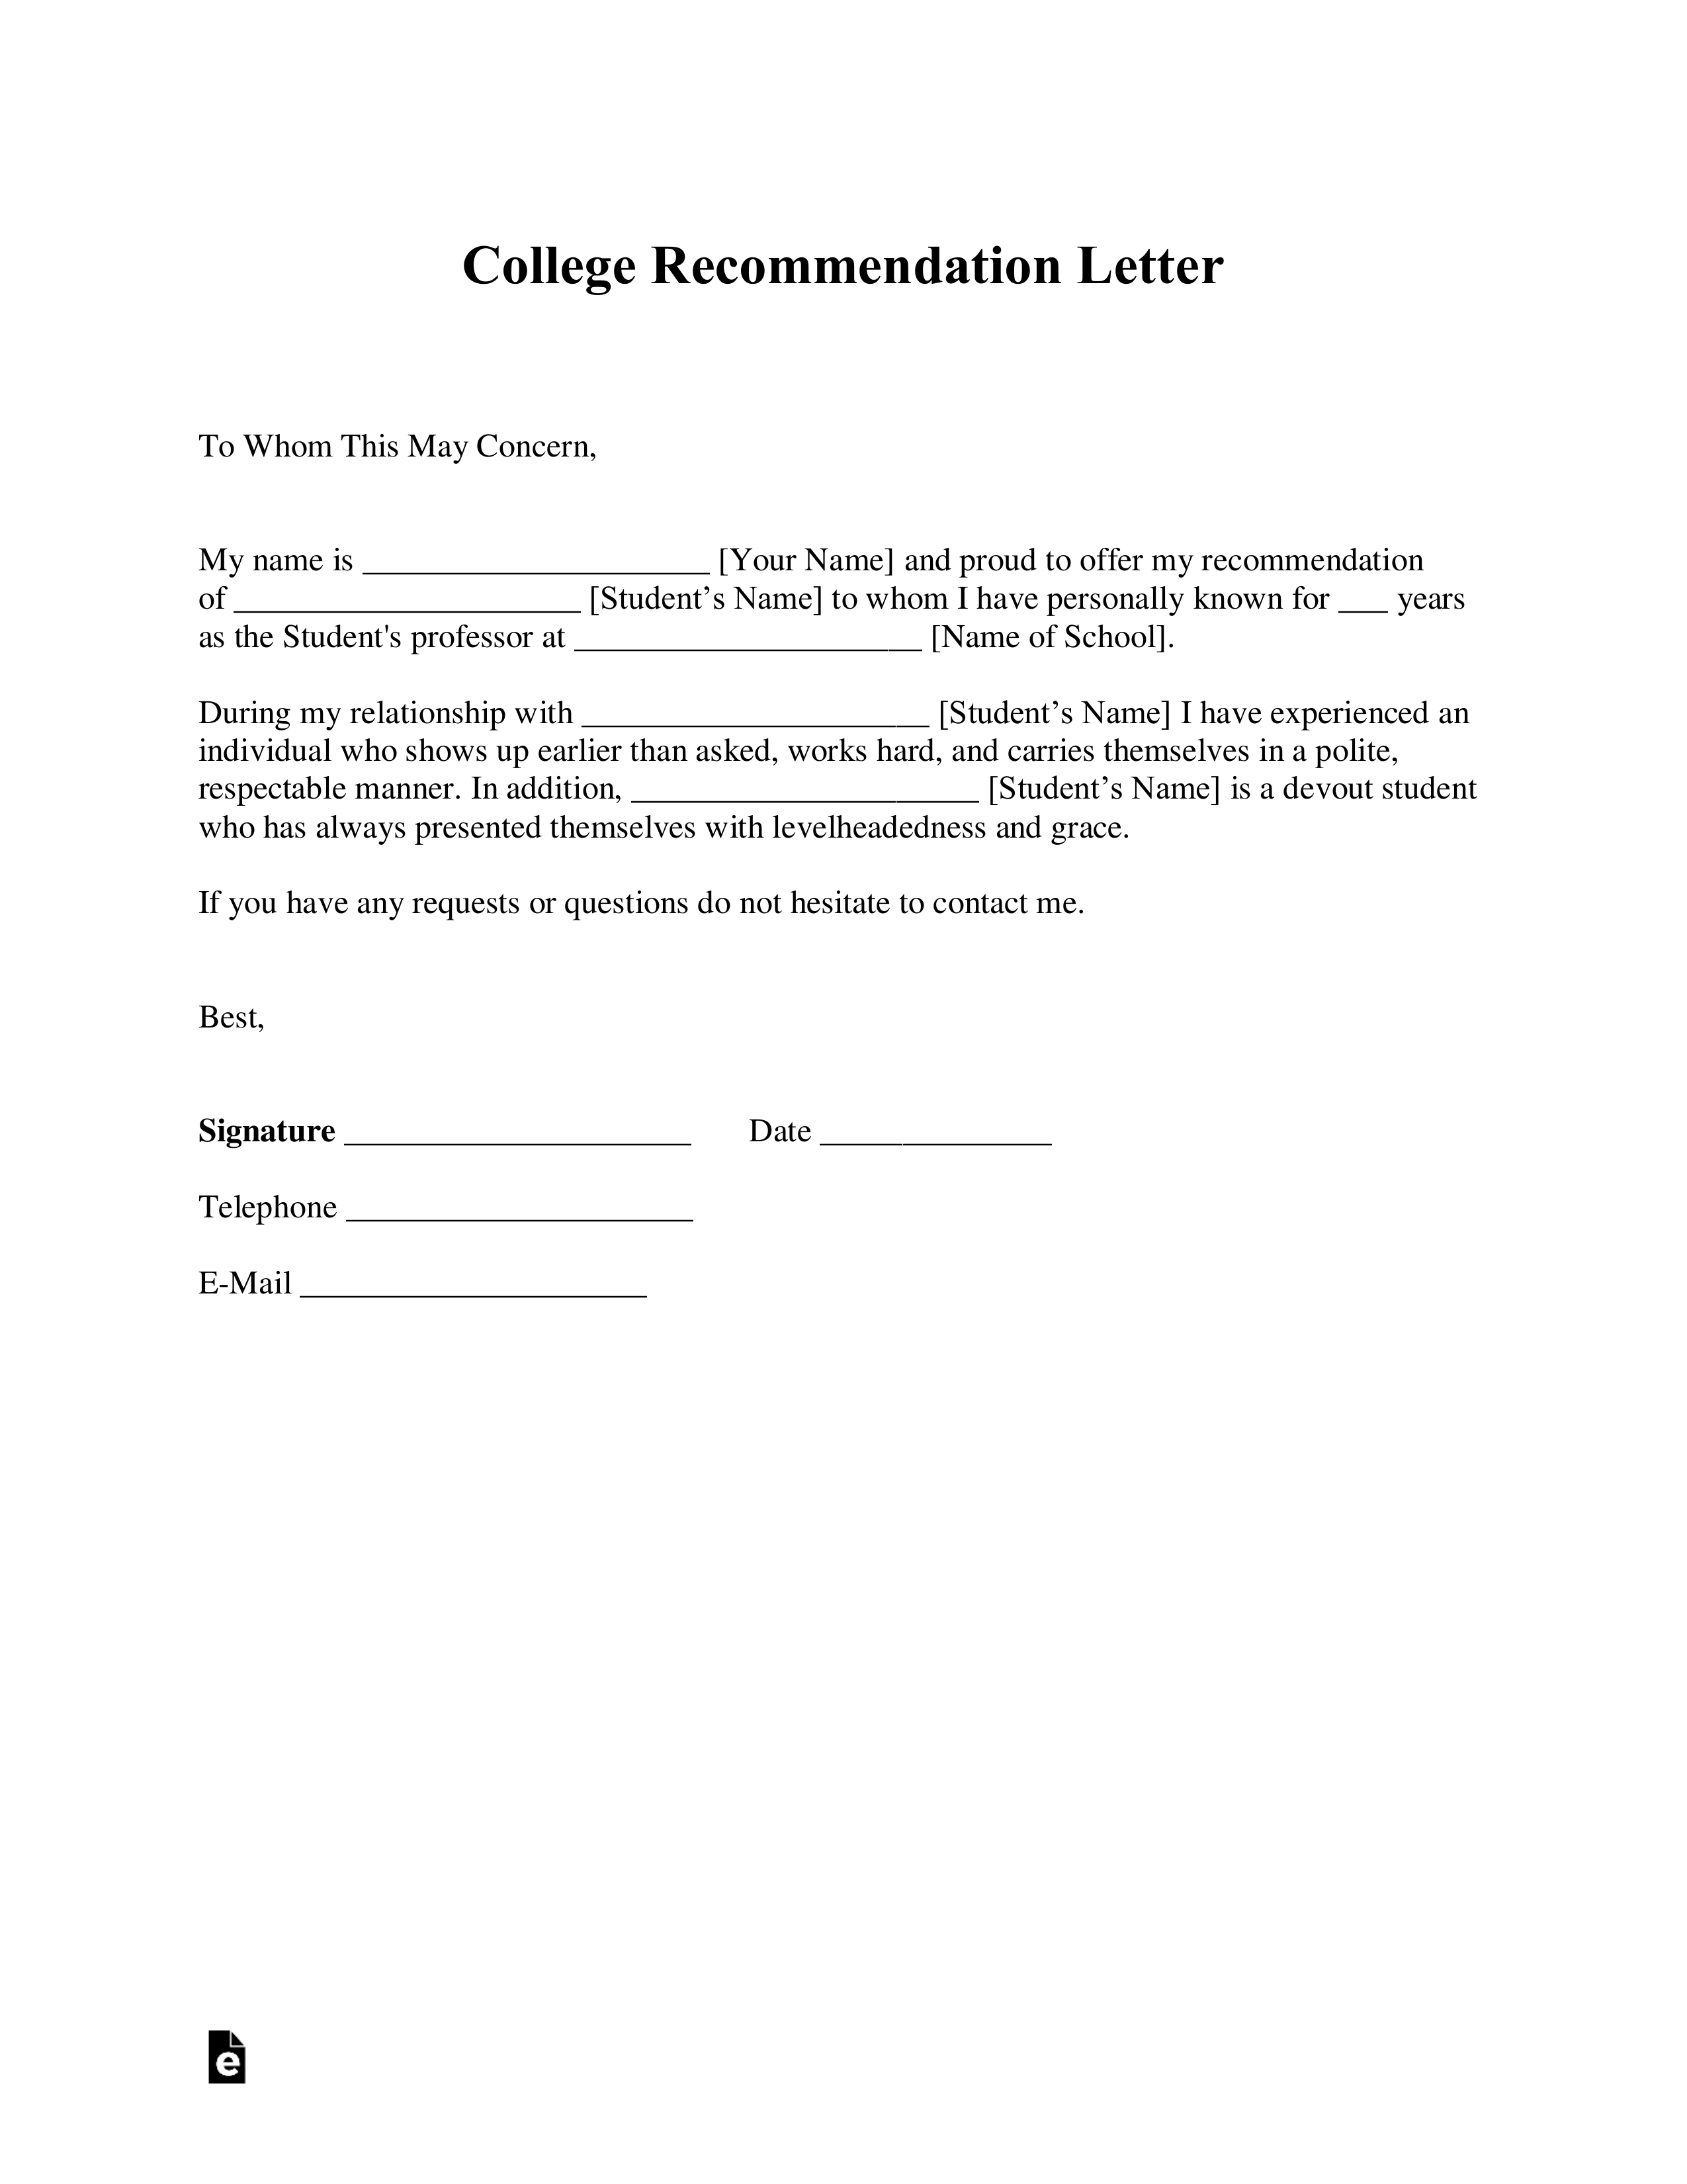 College Recommendation Letter
To Whom This May Concern,
My name is _____________________ [Your Name] and proud to offer my recommendation
of _____________________ [Student’s Name] to whom I have personally known for ___ years
as the Student's professor at _____________________ [Name of School].
During my relationship with _____________________ [Student’s Name] I have experienced an
individual who shows up earlier than asked, works hard, and carries themselves in a polite,
respectable manner. In addition, _____________________ [Student’s Name] is a devout student
who has always presented themselves with levelheadedness and grace.
If you have any requests or questions do not hesitate to contact me.
Best,
Signature _____________________ Date ______________
Telephone _____________________
E-Mail _____________________
e